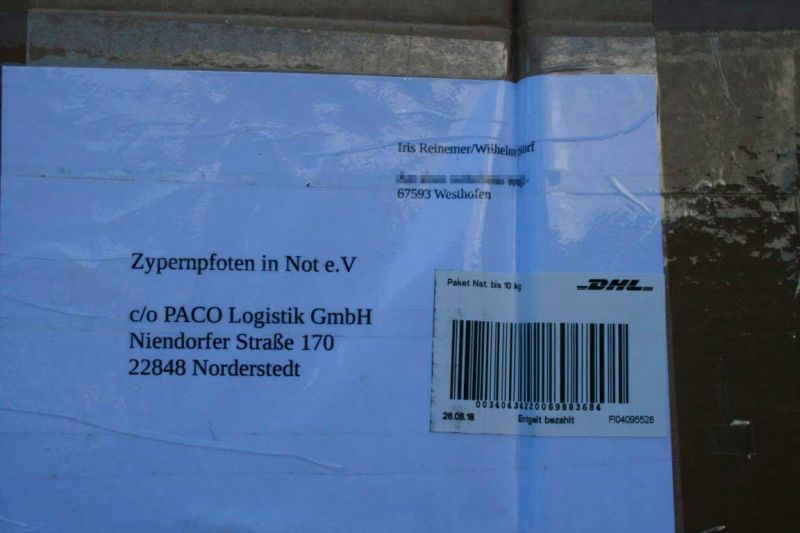 Iris Reinemer/Wilhelm Storf
67593 Westhofen
Zypernpfoten in Not e.V
c/o PACO Logistik GmbH
Niendorfer Straße 170
22848 Norderstedt
Paket Nat. bis 10 kg
DHL
00340434120069883684
26.06.18 Entgelt bezahlt FI04095528